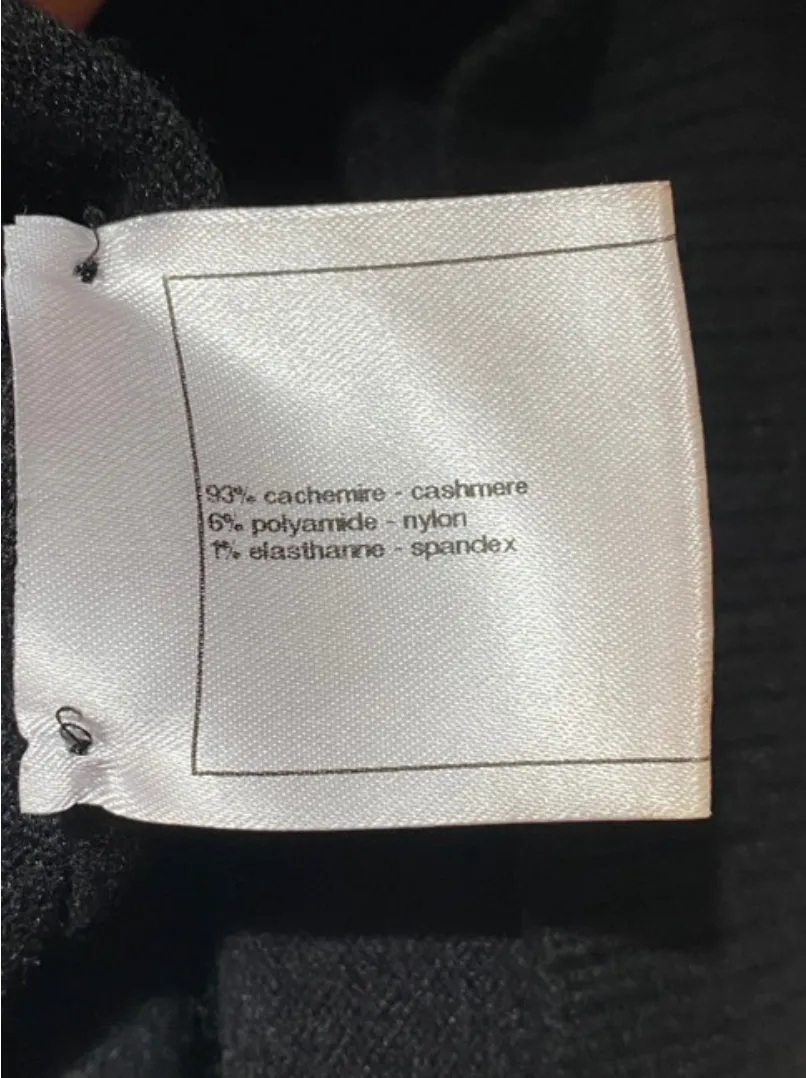 93% cachemire - cashmere
6% polyamide - nylon
1% elasthanne - spandex